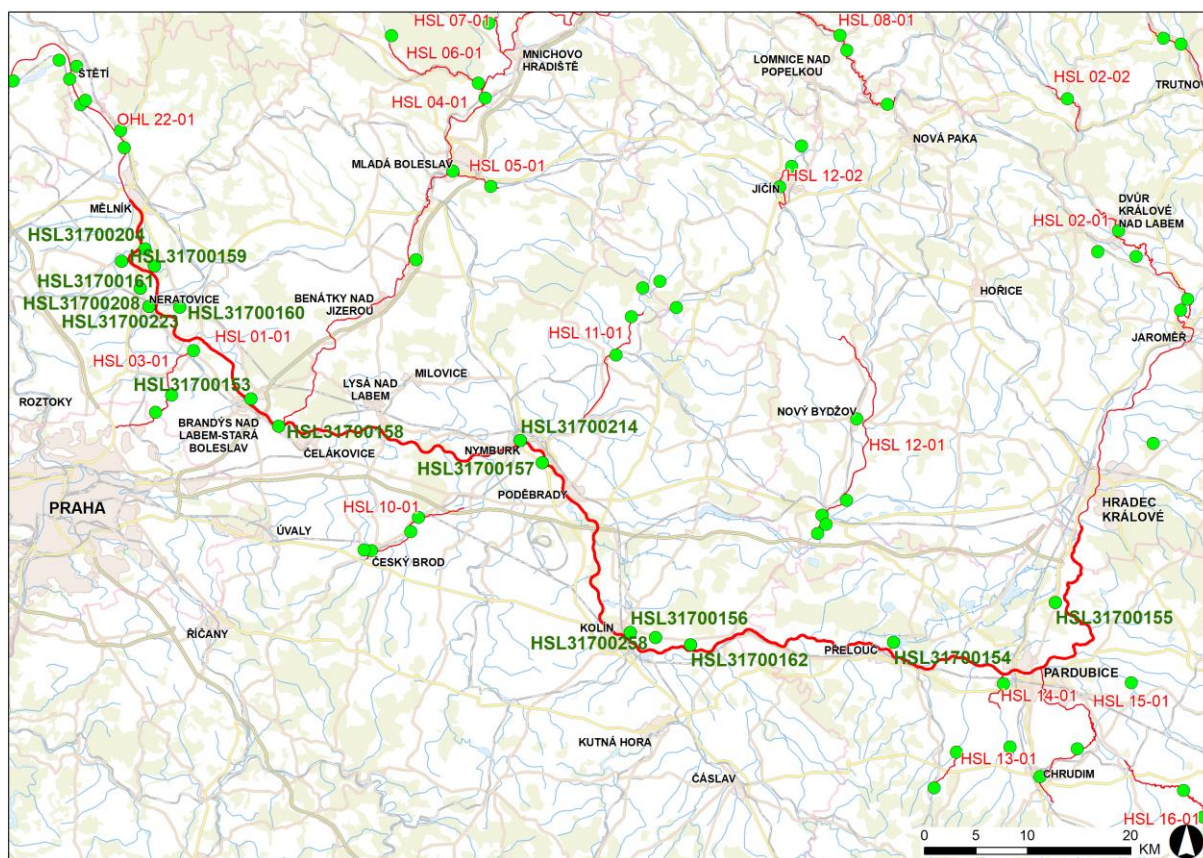 HSL 07-01
HSL 08-01
HSL 06-01
MNICHOVO
HRADIŠTĚ
LOMNICE NAD
POPELKOU
ŠTĚTÍ
HSL 02-02
TRUTNOV
HSL 04-01
OHL 22-01
NOVÁ PAKA
MLADÁ BOLESLAV
HSL 05-01
HSL 12-02
JIČÍN
MĚLNÍK
DVŮR
KRÁLOVÉ
NAD LABEM
HSL 02-01
HSL31700204
HSL31700159
HSL31700161
HSL31700208
NERATOVICE
HSL31700160
HSL31700223
BENÁTKY NAD
JIZEROU
HOŘICE
HSL 01-01
HSL 11-01
JAROMĚŘ
HSL 03-01
MILOVICE
HSL31700153
LYSÁ NAD
LABEM
ROZTOKY
NOVÝ BYDŽOV
BRANDÝS NAD
LABEM-STARÁ
BOLESLAV
HSL31700158
HSL31700214
HSL 12-01
ČELÁKOVICE
NYMBURK
HSL31700157
PODĚBRADY
PRAHA
HSL 10-01
HRADEC
KRÁLOVÉ
ÚVALY
ČESKÝ BROD
HSL31700156
HSL31700155
KOLÍN
HSL31700258
ŘÍČANY
HSL31700162
PŘELOUČ
HSL31700154
PARDUBICE
HSL 14-01
HSL 15-01
KUTNÁ HORA
HSL 13-01
ČÁSLAV
CHRUDIM
HSL 16-01
0 5 10 20
KM